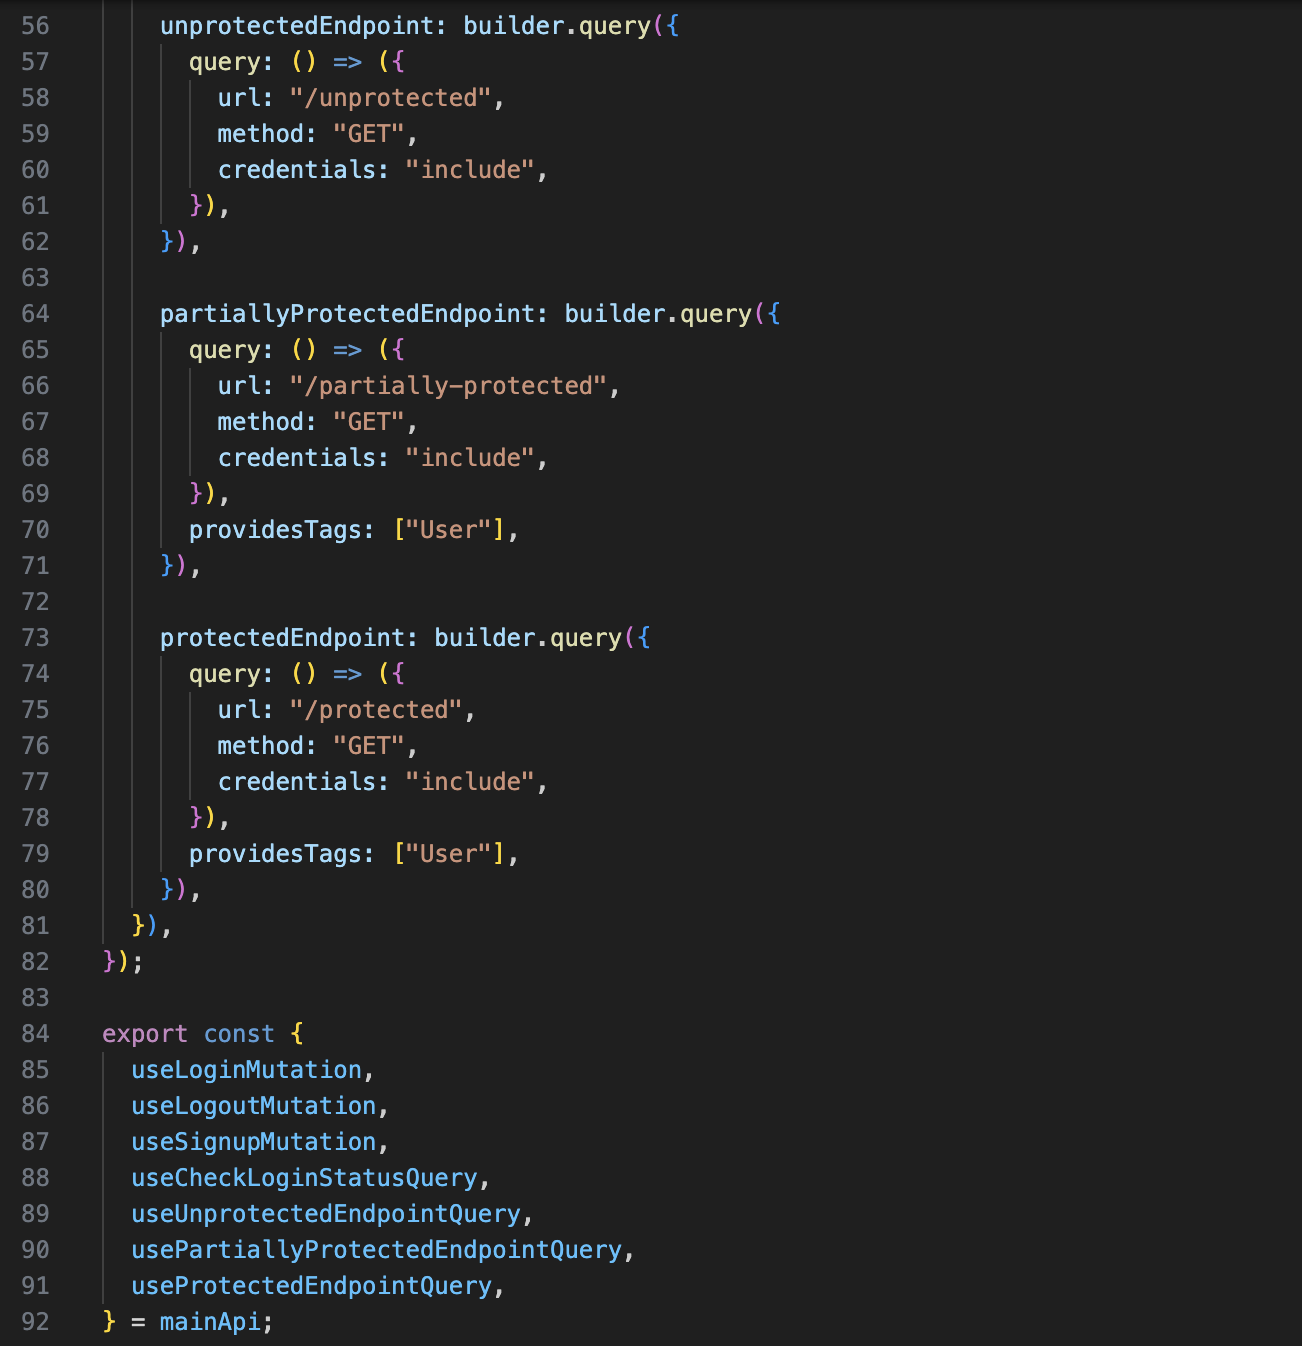 56 unprotectedEndpoint: builder.query({
57 query: () => ({
58 url: "/unprotected",
59 method: "GET",
60 credentials: "include",
61 }),
62 }),
63
64 partiallyProtectedEndpoint: builder.query({
65 query: () => ({
66 url: "/partially-protected",
67 method: "GET",
68 credentials: "include",
69 }),
70 providesTags: ["User"],
71 }),
72
73 protectedEndpoint: builder.query({
74 query: () => ({
75 url: "/protected",
76 method: "GET",
77 credentials: "include",
78 }),
79 providesTags: ["User"],
80 }),
81 }),
82 });
83
84 export const {
85 useLoginMutation,
86 useLogoutMutation,
87 useSignupMutation,
88 useCheckLoginStatusQuery,
89 useUnprotectedEndpointQuery,
90 usePartiallyProtectedEndpointQuery,
91 useProtectedEndpointQuery,
92 } = mainApi;